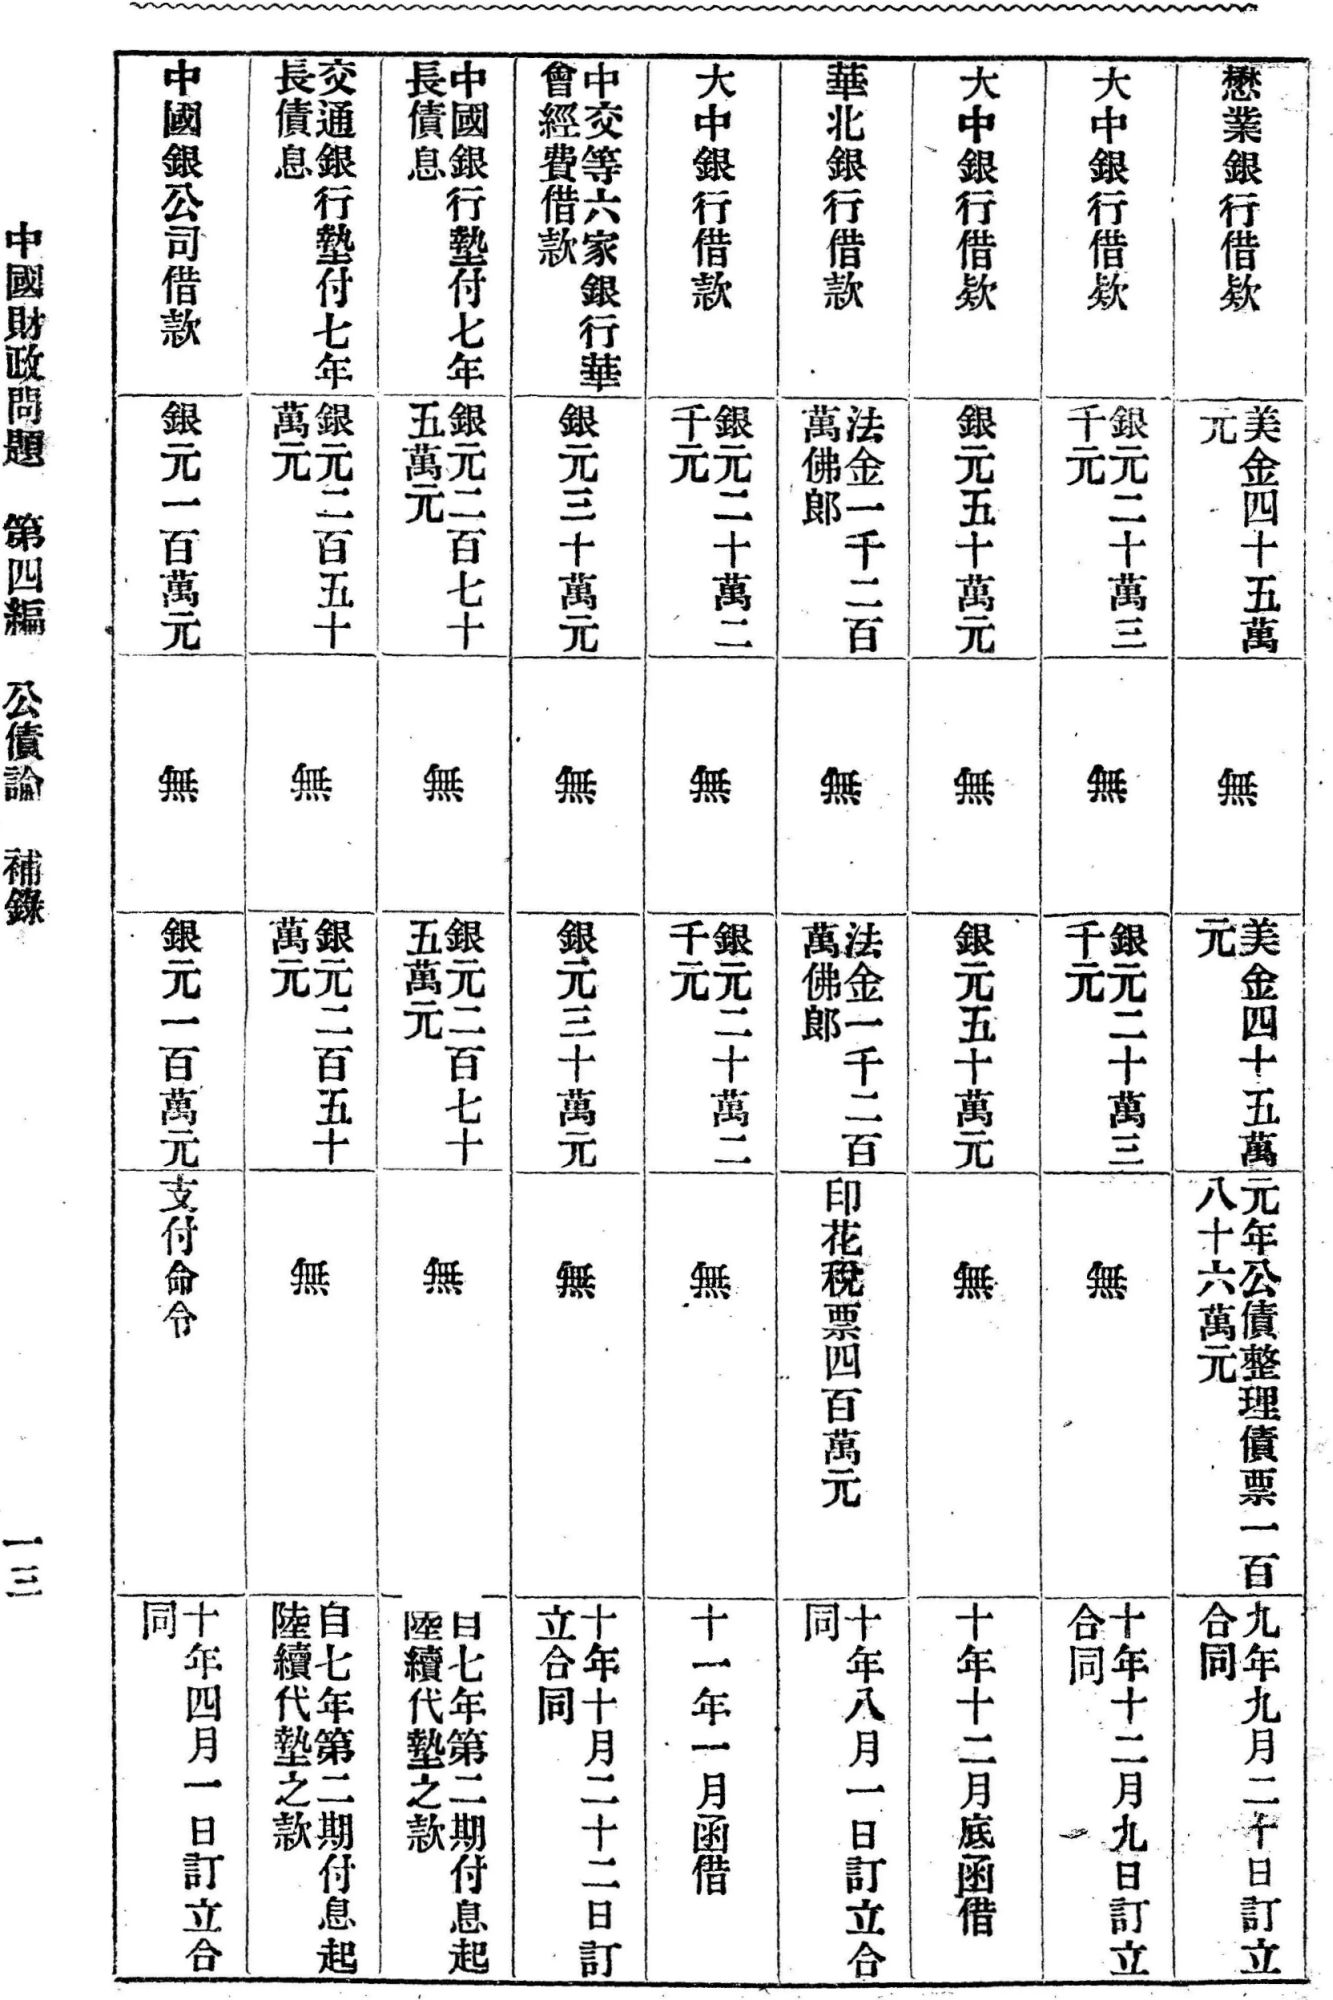 懋業銀行借欵
美金四十五萬
元
無
美金四十五萬
元
元年公債整理債票一百
八十六萬元
九年九月二十日訂立
合同
大中銀行借欵
銀元二十萬三
千元
無
銀元二十萬三
千元
無
十年十二月九日訂立
合同
大中銀行借欵
銀元五十萬元
無
銀元五十萬元
無
十年十二月底函借
華北銀行借款
法金一千二百
萬佛郎
無
法金一千二百
萬佛郎
印花稅票四百萬元
十年八月一日訂立合
同
大中銀行借款
銀元二十萬二
千元
無
銀元二十萬二
千元
無
十一年一月函借
中交等六家銀行華
會經費借款
銀元三十萬元
無
銀元三十萬元
無
十年十月二十二日訂
立合同
中國銀行墊付七年
長債息
銀元二百七十
五萬元
無
銀元二百七十
五萬元
無
自七年第二期付息起
陸續代墊之款
交通銀行墊付七年
長債息
銀元二百五十
萬元
無
銀元二百五十
萬元
無
自七年第二期付息起
陸續代墊之款
中國銀公司借款
銀元一百萬元
無
銀元一百萬元
支付命令
十年四月一日訂立合
同
中國財政問題 第四編 公債論 補錄 一三